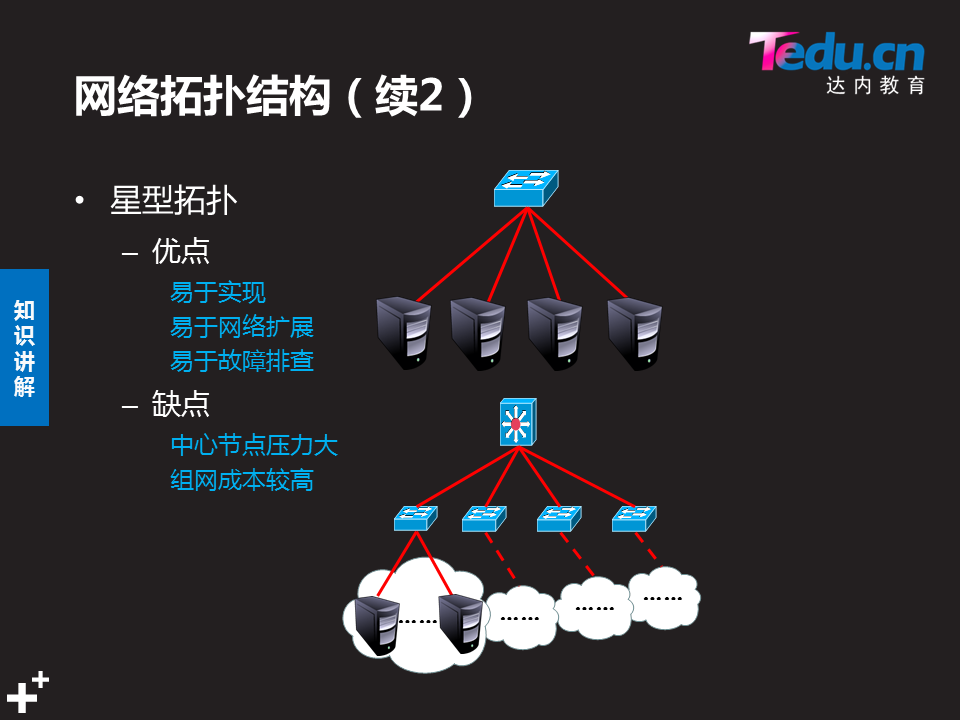 Tedu.cn
达内教育
网络拓扑结构（续2）
• 星型拓扑
– 优点
易于实现
易于网络扩展
易于故障排查
– 缺点
中心节点压力大
组网成本较高
知识讲解
……
……
……
……